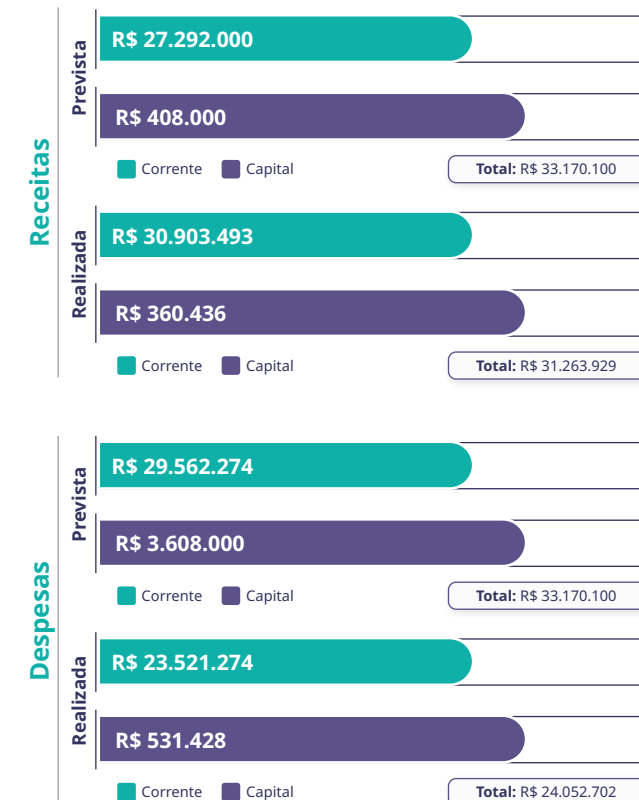 Receitas
Prevista
R$ 27.292.000
R$ 408.000
Corrente Capital
Total: R$ 33.170.100
Realizada
R$ 30.903.493
R$ 360.436
Corrente Capital
Total: R$ 31.263.929
Despesas
Prevista
R$ 29.562.274
R$ 3.608.000
Corrente Capital
Total: R$ 33.170.100
Realizada
R$ 23.521.274
R$ 531.428
Corrente Capital
Total: R$ 24.052.702